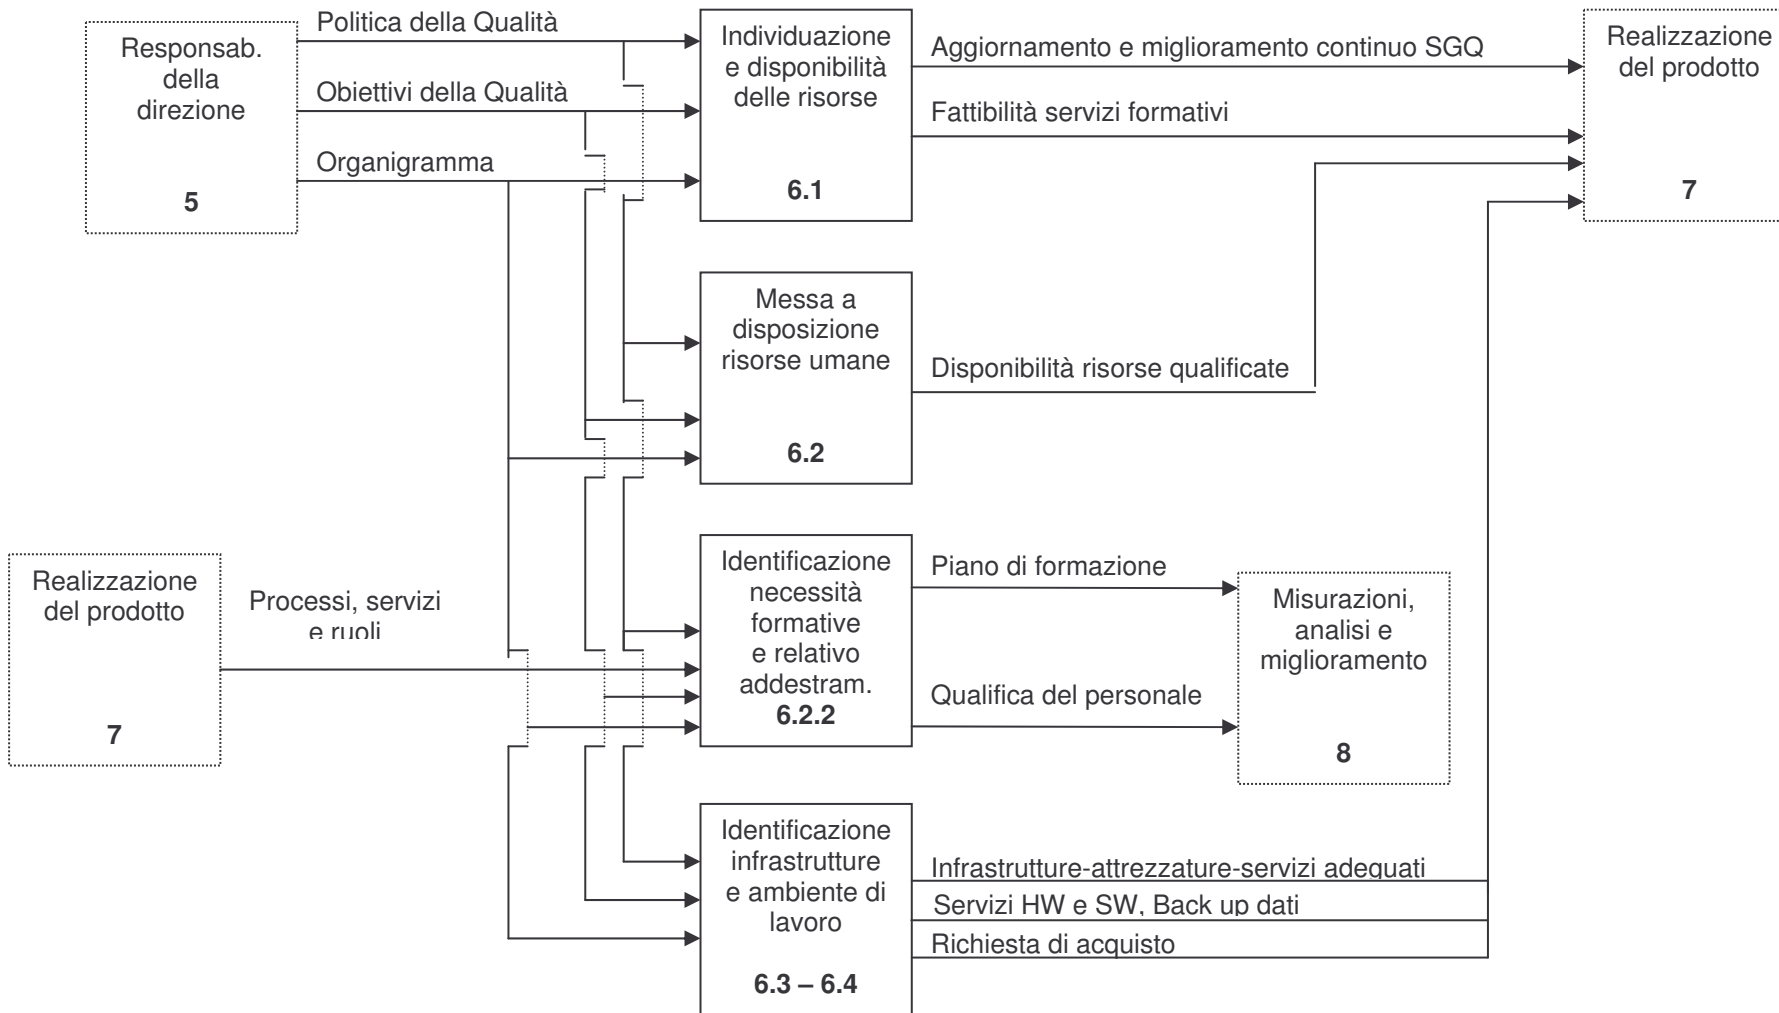 Responsab.
della
direzione
5
Politica della Qualità
Obiettivi della Qualità
Organigramma
Individuazione
e disponibilità
delle risorse
6.1
Aggiornamento e miglioramento continuo SGQ
Fattibilità servizi formativi
Realizzazione
del prodotto
7
Messa a
disposizione
risorse umane
6.2
Disponibilità risorse qualificate
Realizzazione
del prodotto
7
Processi, servizi
e ruoli
Identificazione
necessità
formative
e relativo
addestram.
6.2.2
Piano di formazione
Qualifica del personale
Misurazioni,
analisi e
miglioramento
8
Identificazione
infrastrutture
e ambiente di
lavoro
6.3 – 6.4
Infrastrutture-attrezzature-servizi adeguati
Servizi HW e SW, Back up dati
Richiesta di acquisto